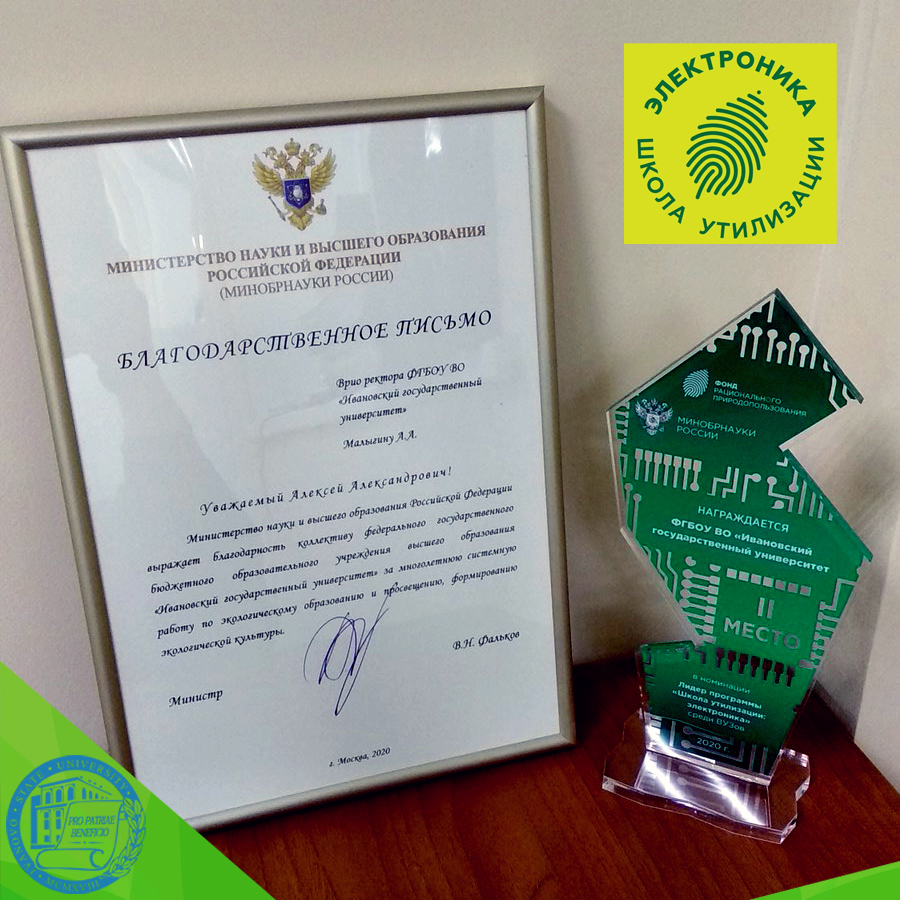 МИНИСТЕРСТВО НАУКИ И ВЫСШЕГО ОБРАЗОВАНИЯ
РОССИЙСКОЙ ФЕДЕРАЦИИ
(МИНОБРНАУКИ РОССИИ)
БЛАГОДАРСТВЕННОЕ ПИСЬМО
Врио ректора ФГБОУ ВО
«Ивановский государственный
университет»
Малыгину А.А.
Уважаемый Алексей Александрович!
Министерство науки и высшего образования Российской Федерации
выражает благодарность коллективу федерального государственного
бюджетного образовательного учреждения высшего образования
«Ивановский государственный университет» за многолетнюю системную
работу по экологическому образованию и просвещению, формированию
экологической культуры.
Министр
В.Н. Фальков
г. Москва, 2020
ЭЛЕКТРОНИКА
ШКОЛА УТИЛИЗАЦИИ
ФОНД
РАЦИОНАЛЬНОГО
ПРИРОДОПОЛЬЗОВАНИЯ
МИНОБРНАУКИ
РОССИИ
НАГРАЖДАЕТСЯ
ФГБОУ ВО «Ивановский
государственный университет
II
МЕСТО
в номинации
Лидер программы
«Школа утилизации:
электроника»
среди ВУЗов
2020 г.
IVANOVO STATE UNIVERSITY
PRO PATRIAE
BENEFICIO